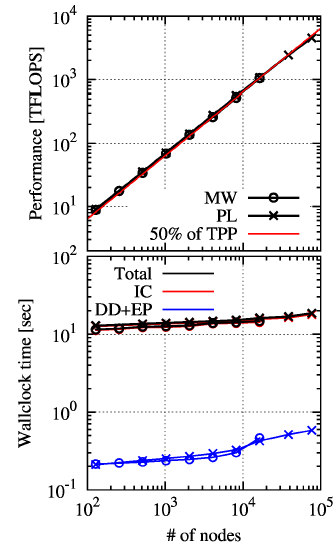 10^4
10^3
10^2
10^1
10^2
Performance [TFLOPS]
MW
PL
50% of TPP
Total
IC
DD+EP
10^1
10^0
10^-1
Wallclock time [sec]
10^2 10^3 10^4 10^5
# of nodes